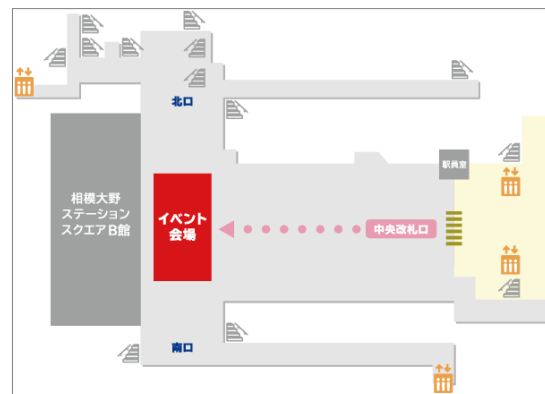 北口
駅員室
相模大野
ステーション
スクエアB館
イベント
会場
中央改札口
南口